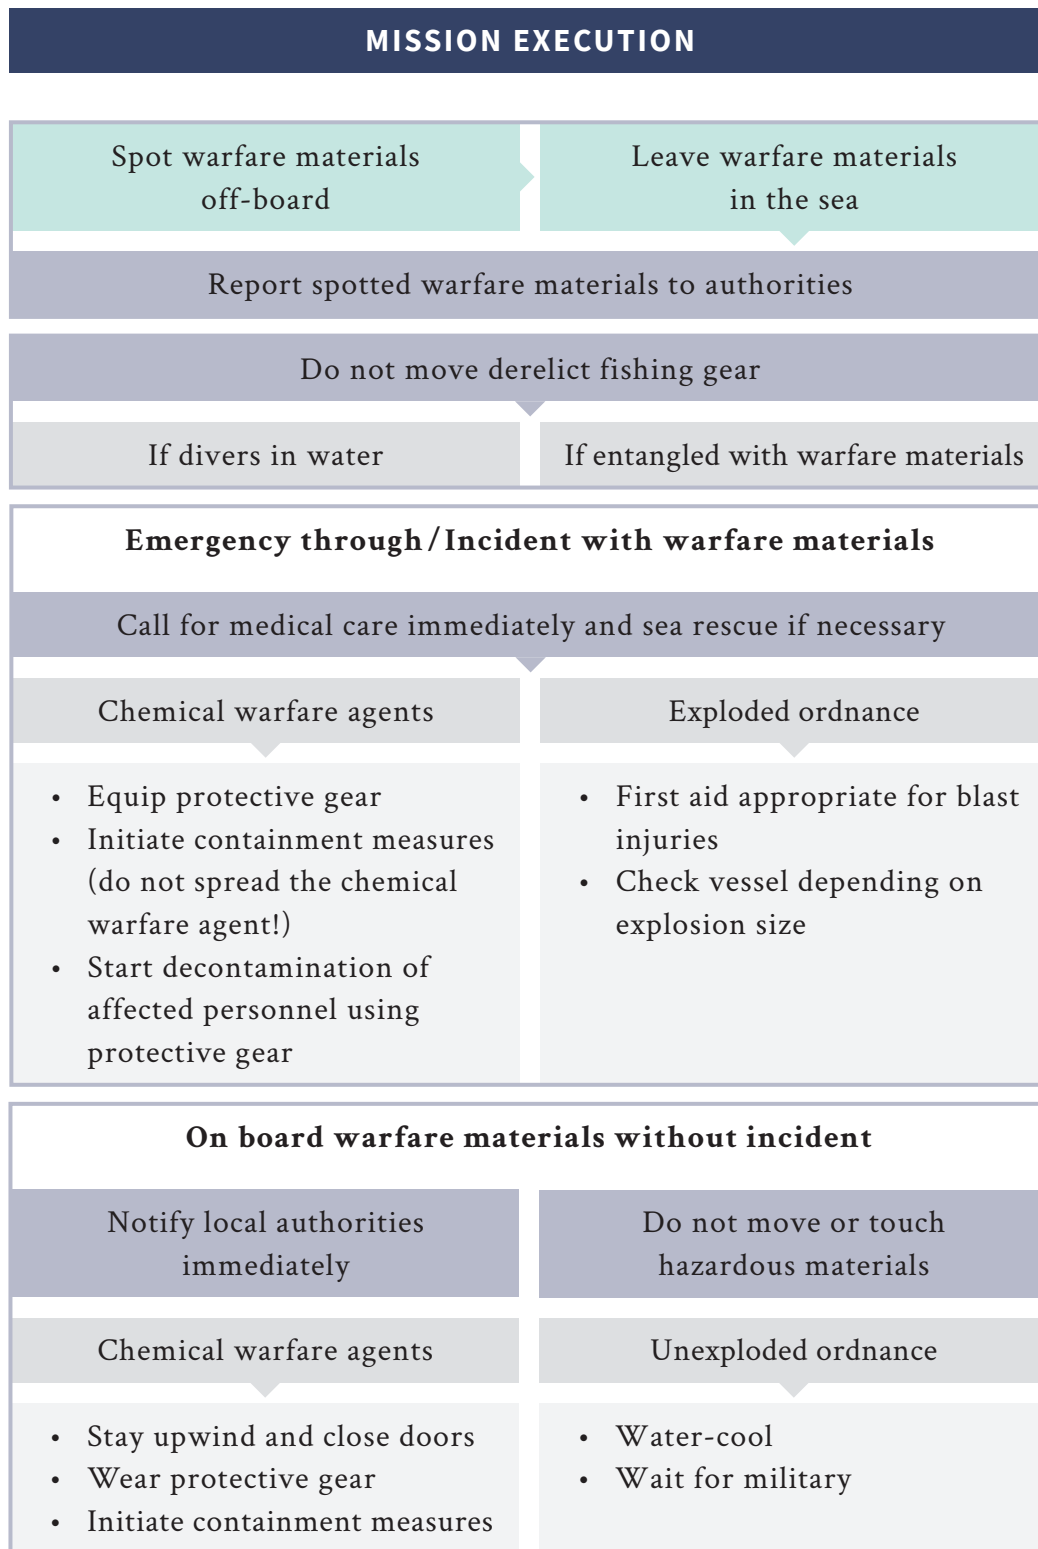 MISSION EXECUTION
Spot warfare materials
off-board
Leave warfare materials
in the sea
Report spotted warfare materials to authorities
Do not move derelict fishing gear
If divers in water
If entangled with warfare materials
Emergency through/Incident with warfare materials
Call for medical care immediately and sea rescue if necessary
Chemical warfare agents
• Equip protective gear
• Initiate containment measures
(do not spread the chemical
warfare agent!)
• Start decontamination of
affected personnel using
protective gear
Exploded ordnance
• First aid appropriate for blast
injuries
• Check vessel depending on
explosion size
On board warfare materials without incident
Notify local authorities
immediately
Do not move or touch
hazardous materials
Chemical warfare agents
• Stay upwind and close doors
• Wear protective gear
• Initiate containment measures
Unexploded ordnance
• Water-cool
• Wait for military